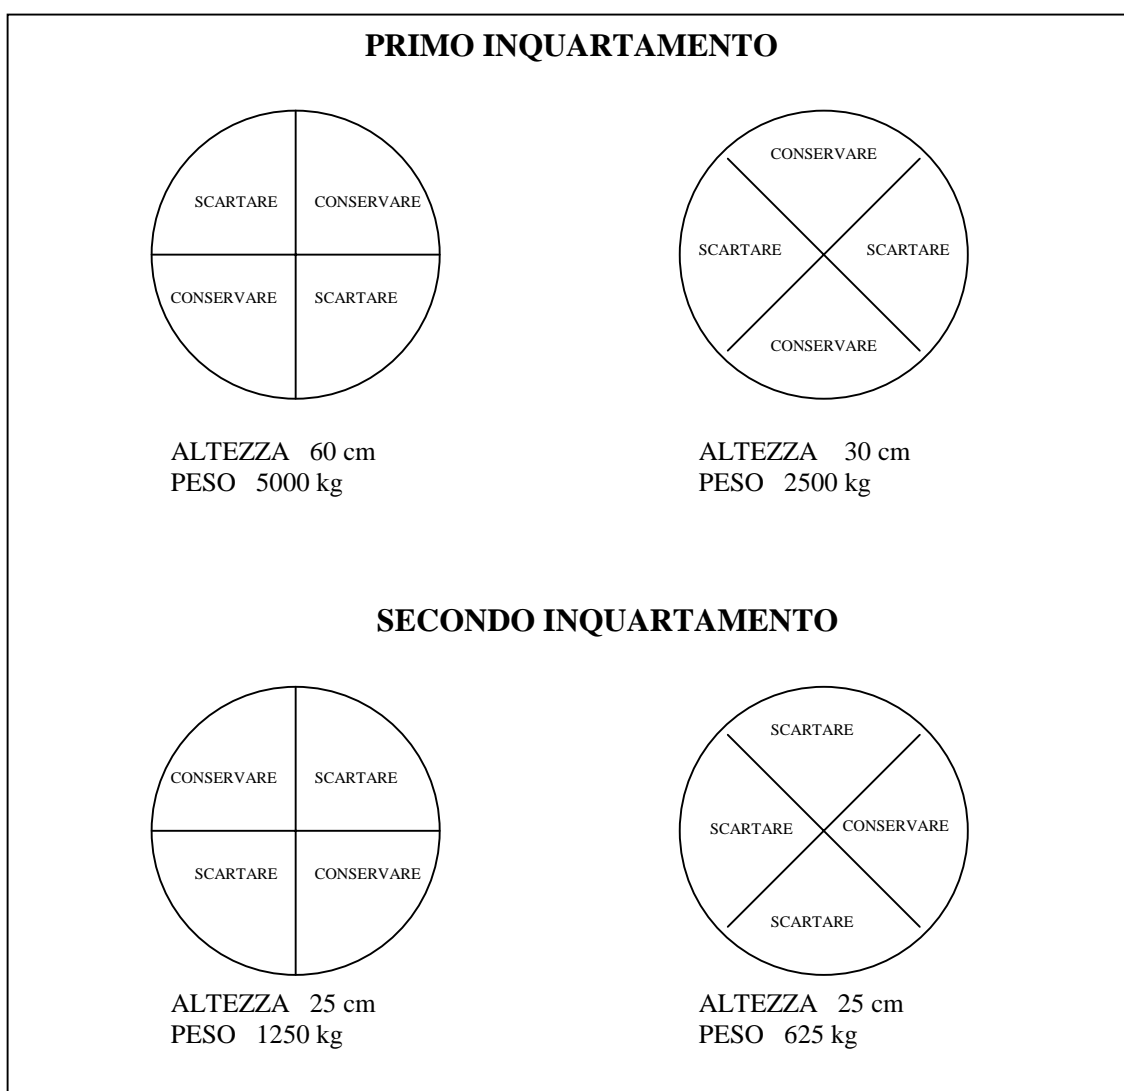 PRIMO INQUARTAMENTO
SCARTARE CONSERVARE
CONSERVARE SCARTARE
ALTEZZA 60 cm
PESO 5000 kg
CONSERVARE
SCARTARE SCARTARE
CONSERVARE
ALTEZZA 30 cm
PESO 2500 kg
SECONDO INQUARTAMENTO
CONSERVARE SCARTARE
SCARTARE CONSERVARE
ALTEZZA 25 cm
PESO 1250 kg
SCARTARE
SCARTARE CONSERVARE
SCARTARE
ALTEZZA 25 cm
PESO 625 kg